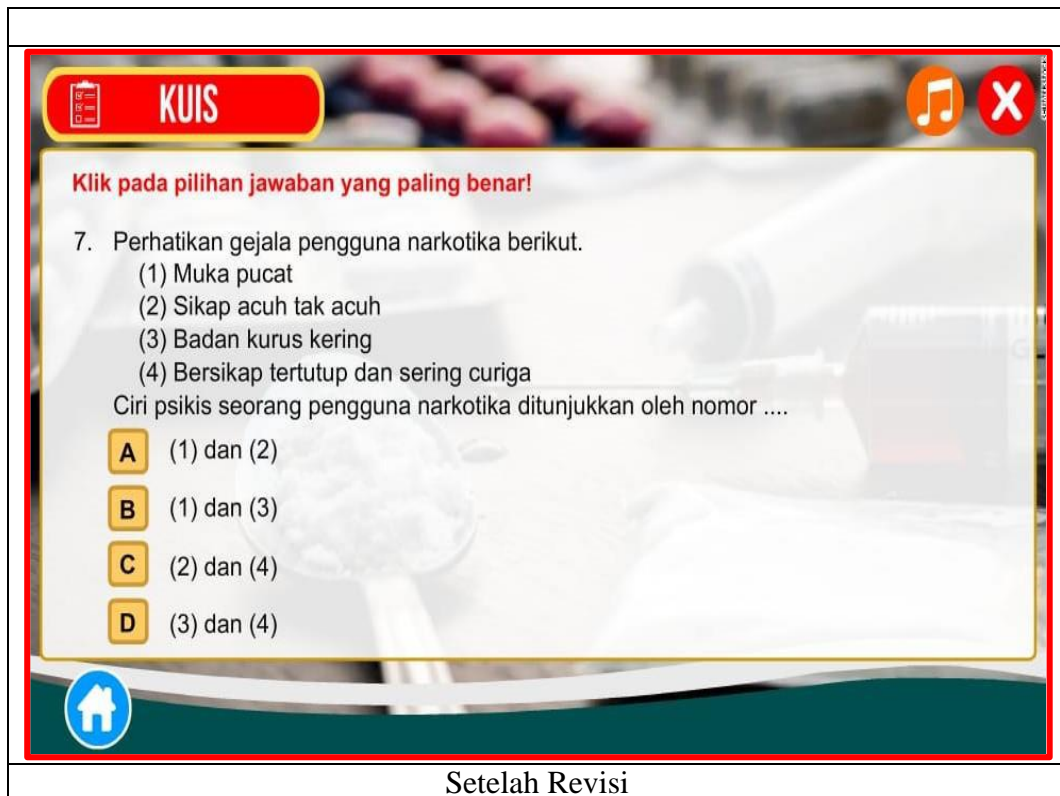 KUIS
Klik pada pilihan jawaban yang paling benar!
7. Perhatikan gejala pengguna narkotika berikut.
(1) Muka pucat
(2) Sikap acuh tak acuh
(3) Badan kurus kering
(4) Bersikap tertutup dan sering curiga
Ciri psikis seorang pengguna narkotika ditunjukkan oleh nomor ....
A (1) dan (2)
B (1) dan (3)
C (2) dan (4)
D (3) dan (4)
Setelah Revisi